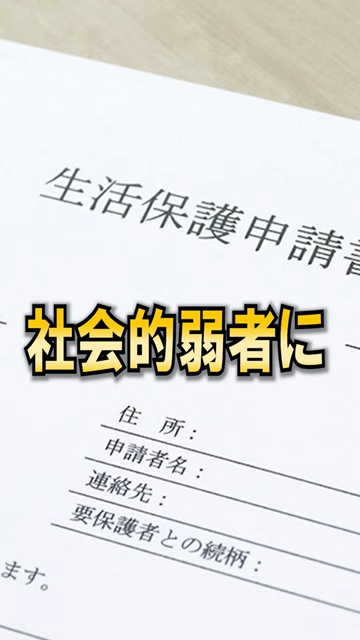 生活保護申請書
社会的弱者に
住　所：
申請者名：
連絡先：
要保護者との続柄：
ます。